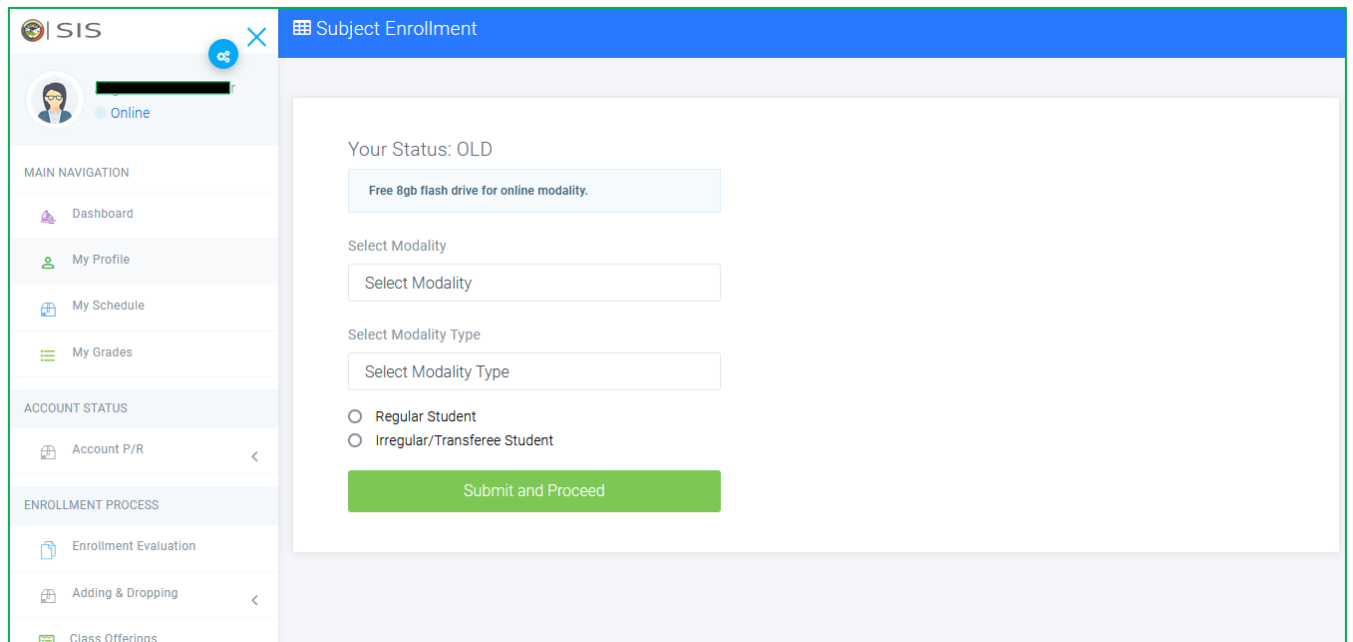 SIS
Subject Enrollment
Online
MAIN NAVIGATION
Dashboard
My Profile
My Schedule
My Grades
ACCOUNT STATUS
Account P/R
ENROLLMENT PROCESS
Enrollment Evaluation
Adding & Dropping
Class Offerings
Your Status: OLD
Free 8gb flash drive for online modality.
Select Modality
Select Modality
Select Modality Type
Select Modality Type
Regular Student
Irregular/Transferee Student
Submit and Proceed